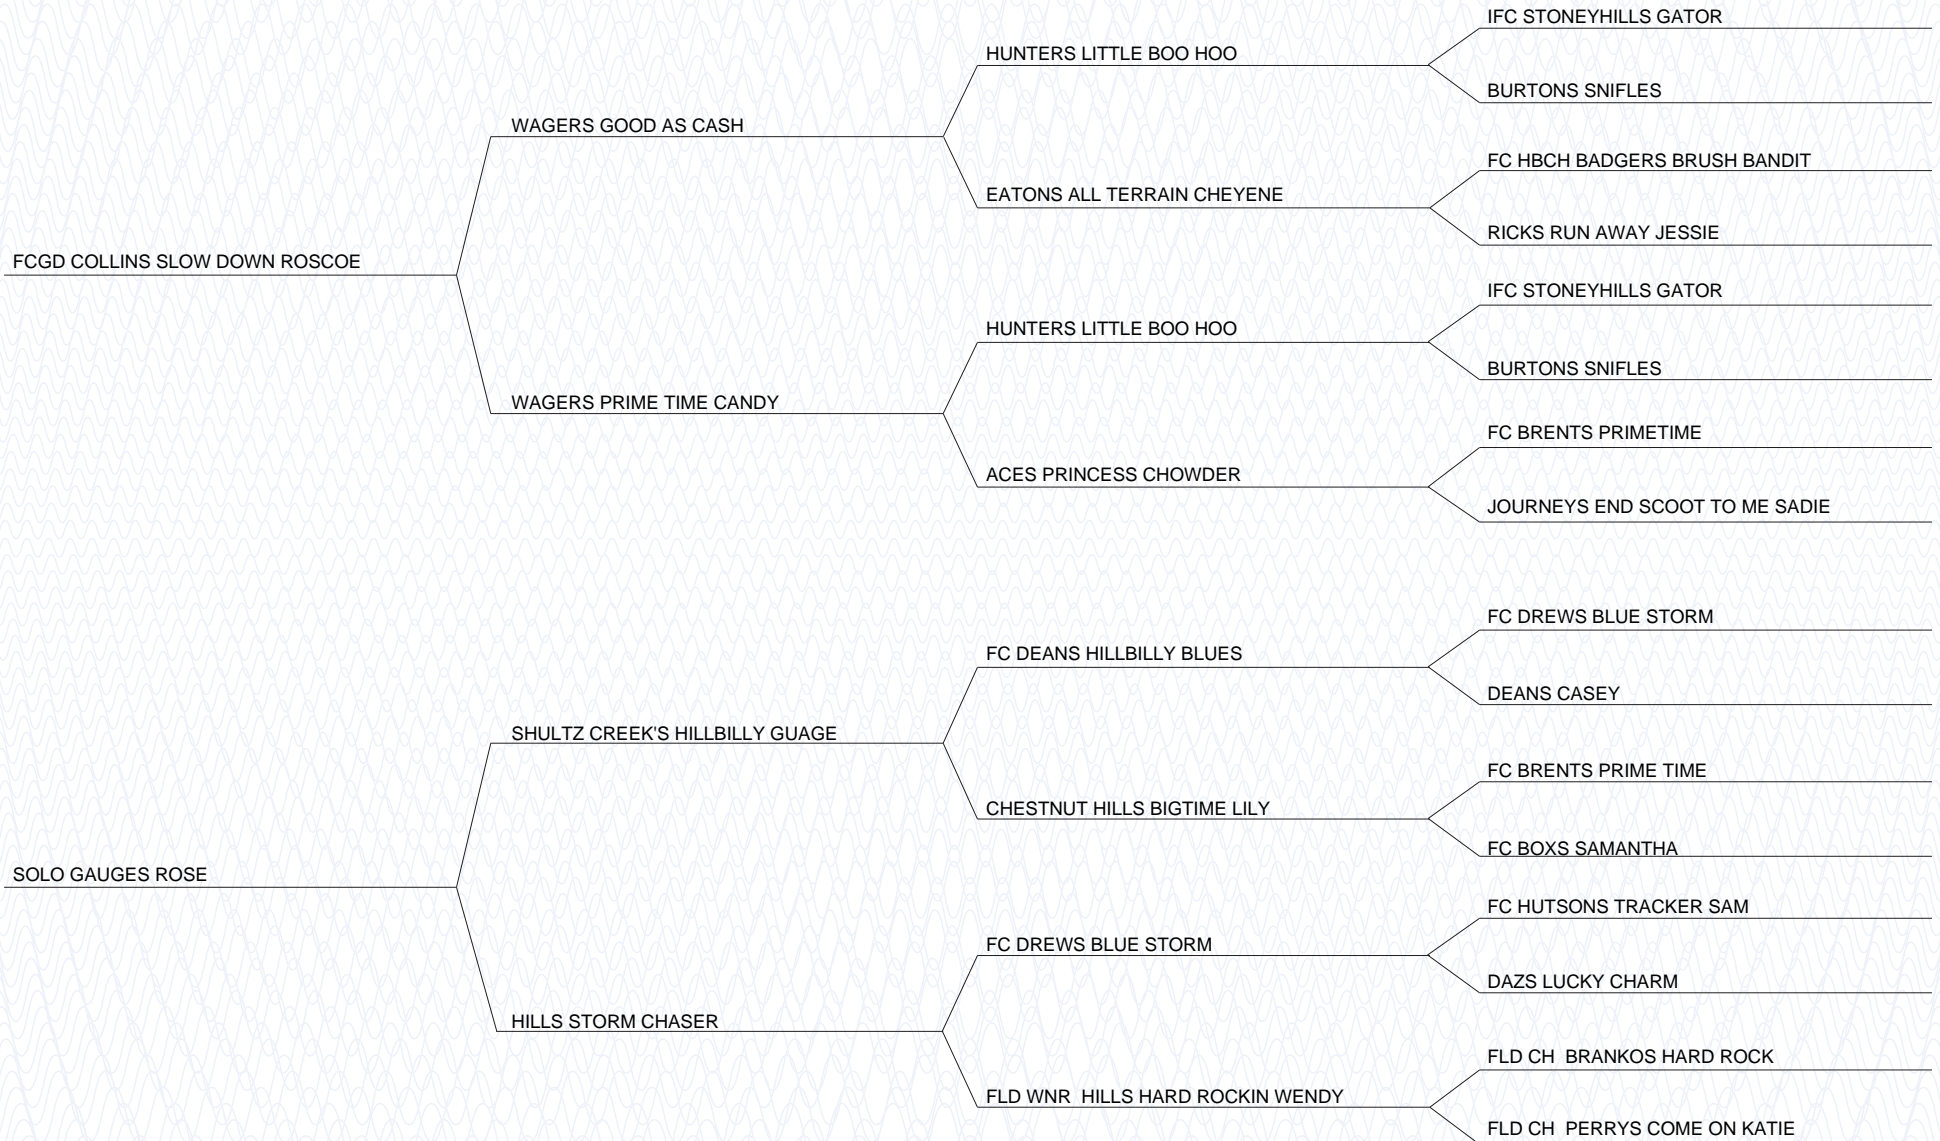 IFC STONEYHILLS GATOR
HUNTERS LITTLE BOO HOO
BURTONS SNIFLES
WAGERS GOOD AS CASH
FC HBCH BADGERS BRUSH BANDIT
EATONS ALL TERRAIN CHEYENE
RICKS RUN AWAY JESSIE
FCGD COLLINS SLOW DOWN ROSCOE
IFC STONEYHILLS GATOR
HUNTERS LITTLE BOO HOO
BURTONS SNIFLES
WAGERS PRIME TIME CANDY
FC BRENTS PRIMETIME
ACES PRINCESS CHOWDER
JOURNEYS END SCOOT TO ME SADIE
FC DREWS BLUE STORM
FC DEANS HILLBILLY BLUES
DEANS CASEY
SHULTZ CREEK'S HILLBILLY GUAGE
FC BRENTS PRIME TIME
CHESTNUT HILLS BIGTIME LILY
FC BOXS SAMANTHA
SOLO GAUGES ROSE
FC HUTSONS TRACKER SAM
FC DREWS BLUE STORM
DAZS LUCKY CHARM
HILLS STORM CHASER
FLD CH  BRANKOS HARD ROCK
FLD WNR  HILLS HARD ROCKIN WENDY
FLD CH  PERRYS COME ON KATIE